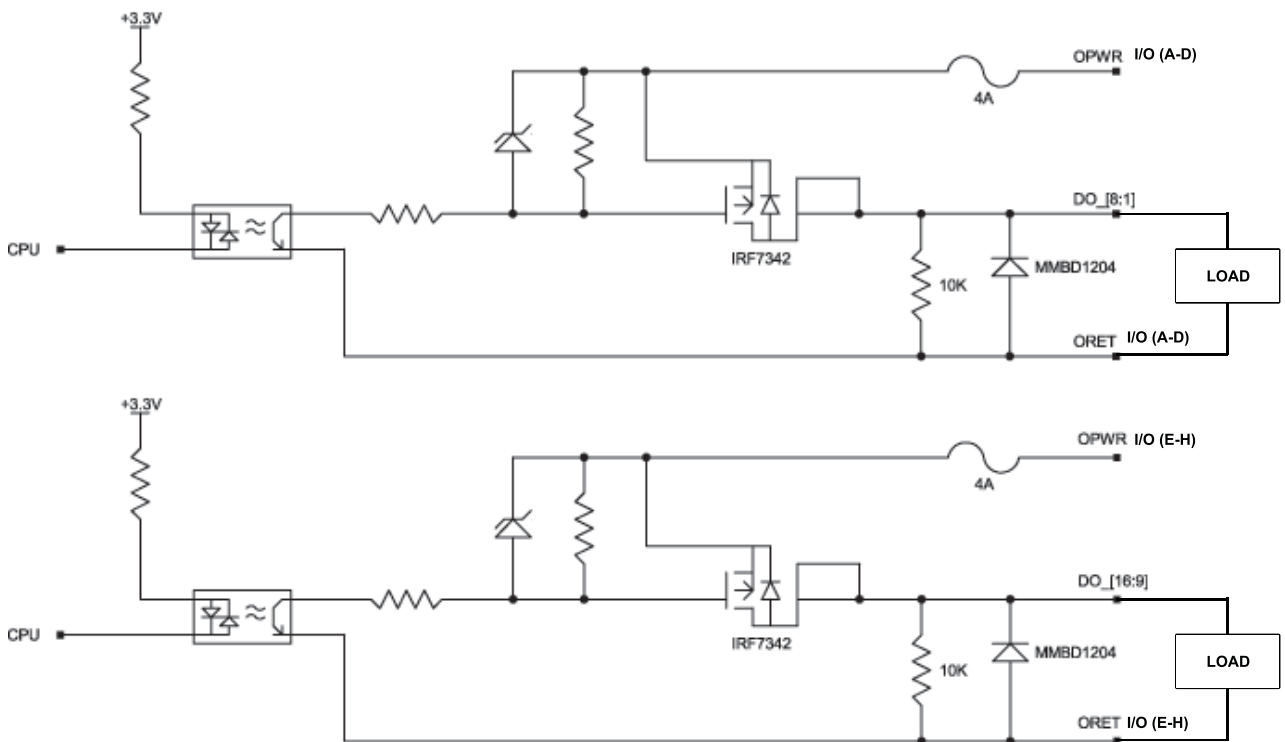 +3.3V
OPWR I/O (A-D)
4A
DO_[8:1]
CPU
IRF7342
MMBD1204
LOAD
10K
ORET I/O (A-D)
+3.3V
OPWR I/O (E-H)
4A
DO_[16:9]
CPU
IRF7342
MMBD1204
LOAD
10K
ORET I/O (E-H)